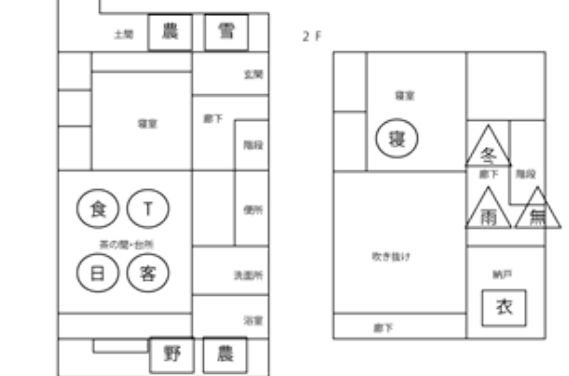 土間
農
雪
玄関
寝室
廊下
階段
食
T
便所
茶の間・台所
日
客
洗面所
浴室
野
農
2 F
寝室
寝
冬
廊下
階段
雨
無
吹き抜け
納戸
衣
廊下